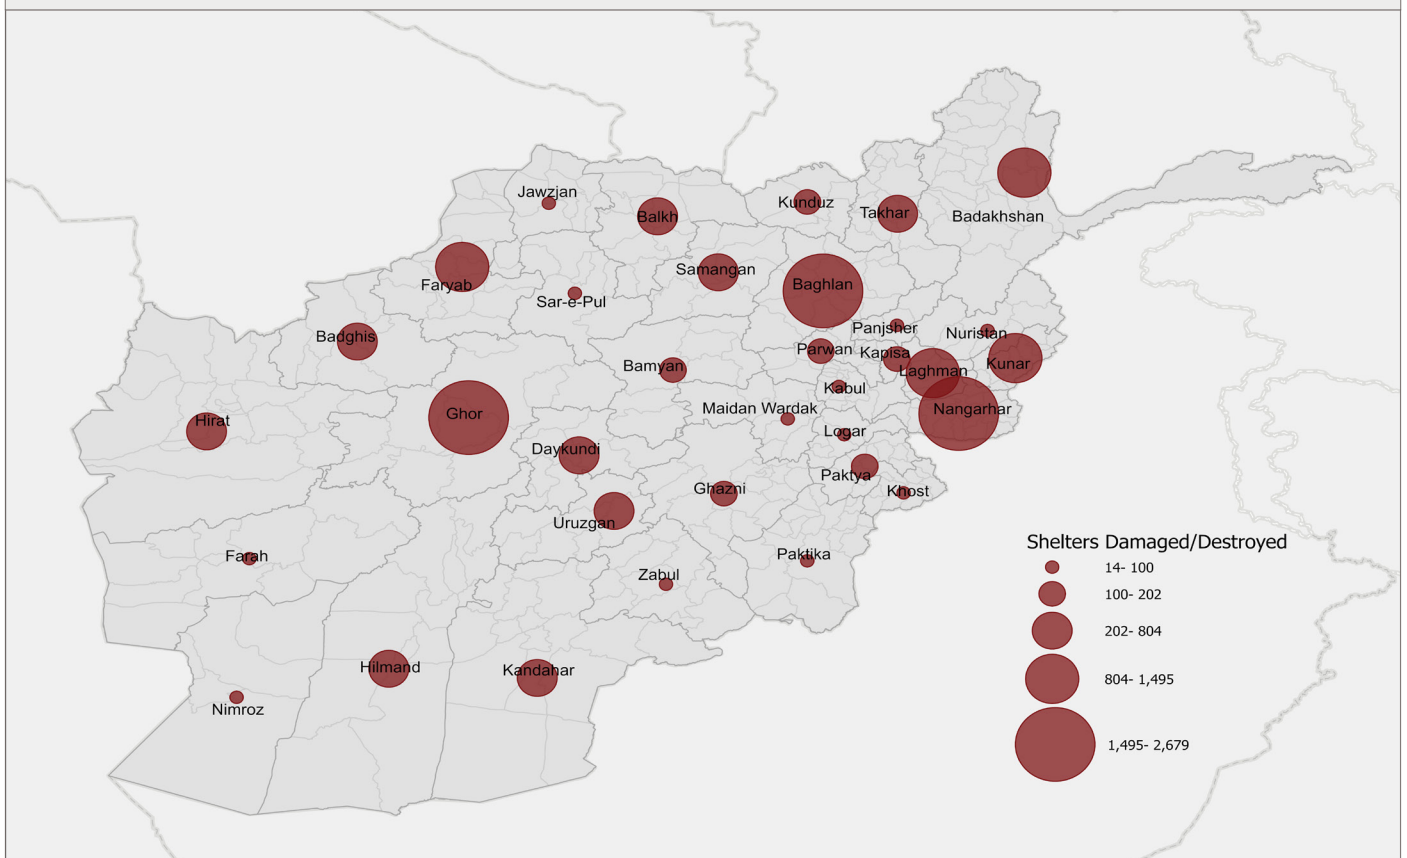 Jawzjan
Balkh
Kunduz
Takhar
Badakhshan
Faryab
Samangan
Baghlan
Sar-e-Pul
Badghis
Panjsher
Nuristan
Parwan
Kapisa
Bamyan
Laghman
Kunar
Kabul
Hirat
Ghor
Maidan Wardak
Nangarhar
Logar
Daykundi
Paktya
Ghazni
Khost
Uruzgan
Farah
Paktika
Zabul
Hilmand
Kandahar
Nimroz
Shelters Damaged/Destroyed
14- 100
100- 202
202- 804
804- 1,495
1,495- 2,679